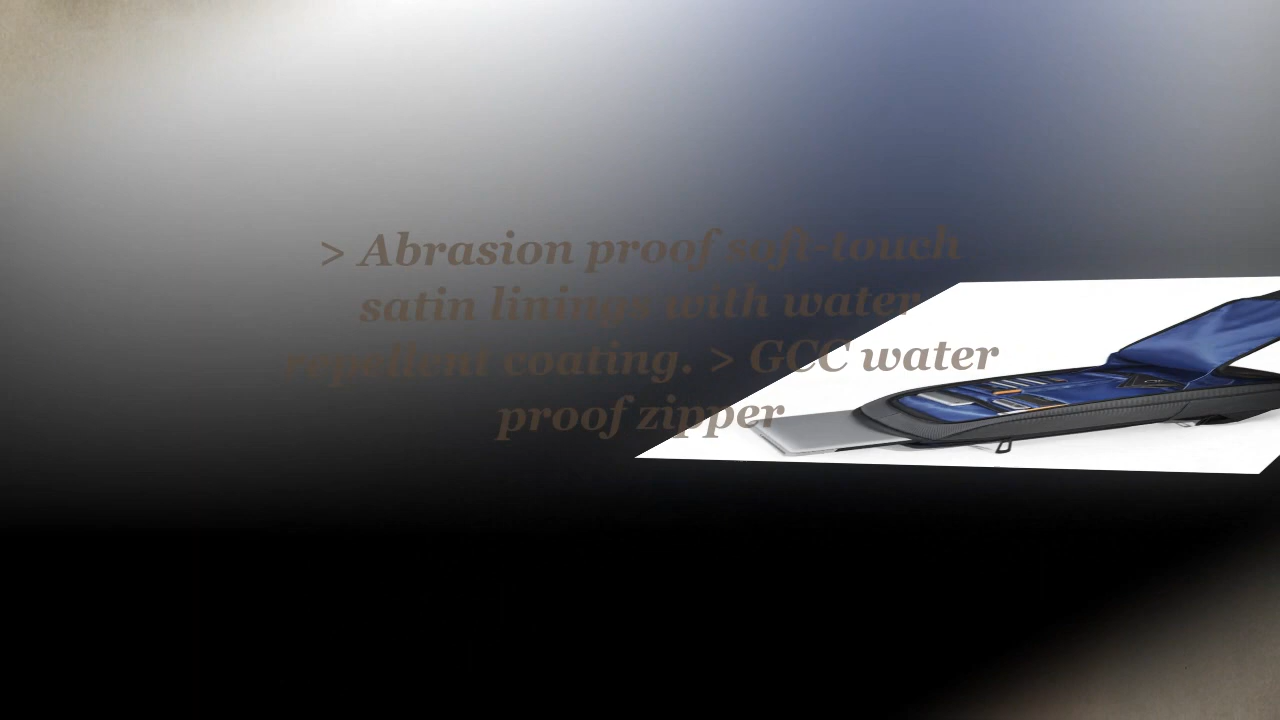 > Abrasion proof soft-touch
satin linings with water
repellent coating. > GCC water
proof zipper